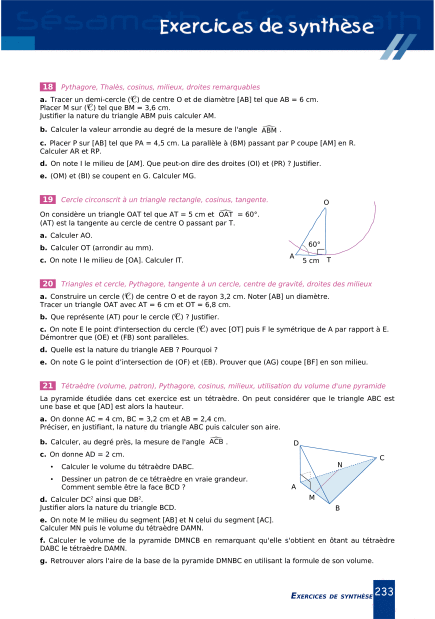 Exercices de synthèse
18 Pythagore, Thalès, cosinus, milieux, droites remarquables
a. Tracer un demi-cercle (𝒞) de centre O et de diamètre [AB] tel que AB = 6 cm.
Placer M sur (𝒞) tel que BM = 3,6 cm.
Justifier la nature du triangle ABM puis calculer AM.
b. Calculer la valeur arrondie au degré de la mesure de l'angle ABM .
c. Placer P sur [AB] tel que PA = 4,5 cm. La parallèle à (BM) passant par P coupe [AM] en R.
Calculer AR et RP.
d. On note I le milieu de [AM]. Que peut-on dire des droites (OI) et (PR) ? Justifier.
e. (OM) et (BI) se coupent en G. Calculer MG.
19 Cercle circonscrit à un triangle rectangle, cosinus, tangente
On considère un triangle OAT tel que AT = 5 cm et OAT = 60°.
(AT) est la tangente au cercle de centre O passant par T.
a. Calculer AO.
b. Calculer OT (arrondir au mm).
c. On note I le milieu de [OA]. Calculer IT.
O
60°
A
5 cm
T
20 Triangles et cercle, Pythagore, tangente à un cercle, centre de gravité, droites des milieux
a. Construire un cercle (𝒞) de centre O et de rayon 3,2 cm. Noter [AB] un diamètre.
Tracer un triangle OAT avec AT = 6 cm et OT = 6,8 cm.
b. Que représente (AT) pour le cercle (𝒞) ? Justifier.
c. On note E le point d'intersection du cercle (𝒞) avec [OT] puis F le symétrique de A par rapport à E.
Démontrer que (OE) et (FB) sont parallèles.
d. Quelle est la nature du triangle AEB ? Pourquoi ?
e. On note G le point d'intersection de (OF) et (EB). Prouver que (AG) coupe [BF] en son milieu.
21 Tétraèdre (volume, patron), Pythagore, cosinus, milieux, utilisation du volume d'une pyramide
La pyramide étudiée dans cet exercice est un tétraèdre. On peut considérer que le triangle ABC est
une base et que [AD] est alors la hauteur.
a. On donne AC = 4 cm, BC = 3,2 cm et AB = 2,4 cm.
Préciser, en justifiant, la nature du triangle ABC puis calculer son aire.
b. Calculer, au degré près, la mesure de l'angle ACB .
c. On donne AD = 2 cm.
• Calculer le volume du tétraèdre DABC.
• Dessiner un patron de ce tétraèdre en vraie grandeur.
Comment semble être la face BCD ?
d. Calculer DC² ainsi que DB².
Justifier alors la nature du triangle BCD.
D
C
N
A
M
B
e. On note M le milieu du segment [AB] et N celui du segment [AC].
Calculer MN puis le volume du tétraèdre DAMN.
f. Calculer le volume de la pyramide DMNCB en remarquant qu'elle s'obtient en ôtant au tétraèdre
DABC le tétraèdre DAMN.
g. Retrouver alors l'aire de la base de la pyramide DMNBC en utilisant la formule de son volume.
EXERCICES DE SYNTHÈSE 233